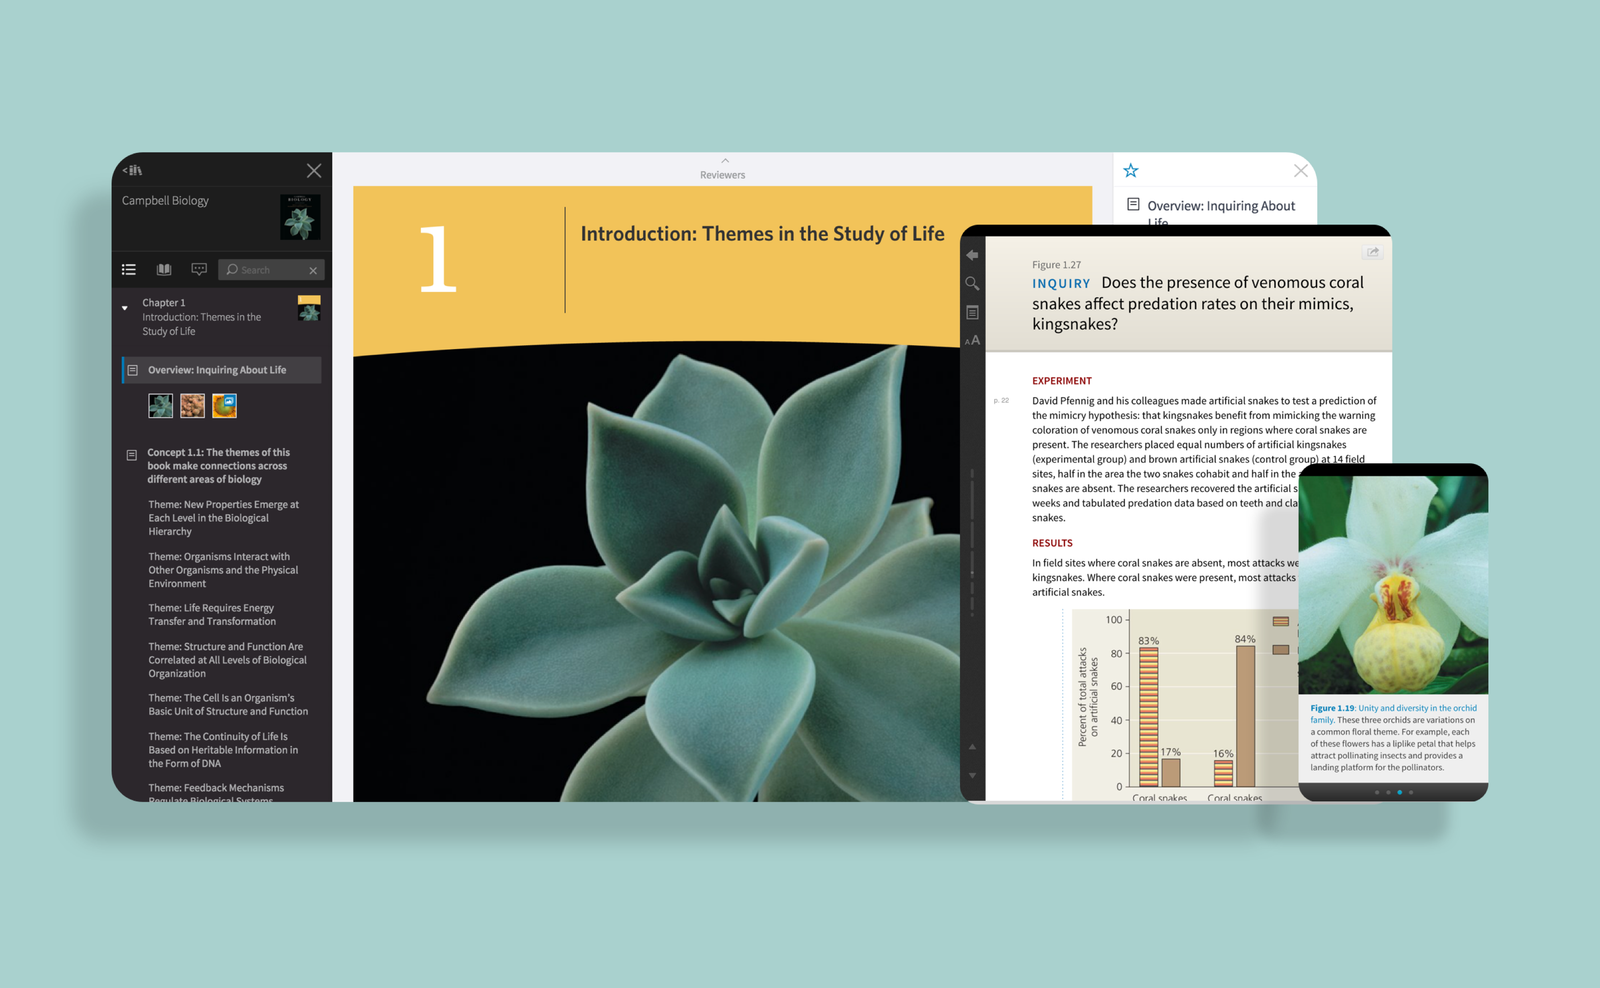 Campbell Biology
Search
Chapter 1
Introduction: Themes in the
Study of Life
Overview: Inquiring About Life
Concept 1.1: The themes of this
book make connections across
different areas of biology
Theme: New Properties Emerge at
Each Level in the Biological
Hierarchy
Theme: Organisms Interact with
Other Organisms and the Physical
Environment
Theme: Life Requires Energy
Transfer and Transformation
Theme: Structure and Function Are
Correlated at All Levels of Biological
Organization
Theme: The Cell Is an Organism's
Basic Unit of Structure and Function
Theme: The Continuity of Life Is
Based on Heritable Information in
the Form of DNA
Theme: Feedback Mechanisms
Regulate Biological Systems
Reviewers
1
Introduction: Themes in the Study of Life
Overview: Inquiring About
Life
AA
Figure 1.27
INQUIRY Does the presence of venomous coral
snakes affect predation rates on their mimics,
kingsnakes?
EXPERIMENT
p. 22
David Pfennig and his colleagues made artificial snakes to test a prediction of
the mimicry hypothesis: that kingsnakes benefit from mimicking the warning
coloration of venomous coral snakes only in regions where coral snakes are
present. The researchers placed equal numbers of artificial kingsnakes
(experimental group) and brown artificial snakes (control group) at 14 field
sites, half in the area the two snakes cohabit and half in the
snakes are absent. The researchers recovered the artificial s
weeks and tabulated predation data based on teeth and cla
snakes.
RESULTS
In field sites where coral snakes are absent, most attacks we
kingsnakes. Where coral snakes were present, most attacks
artificial snakes.
Percent of total attacks
on artificial snakes
100
80
60
40
20
0
83%
17%
16%
84%
Coral snakes
Coral snakes
Figure 1.19: Unity and diversity in the orchid
family. These three orchids are variations on
a common floral theme. For example, each
of these flowers has a liplike petal that helps
attract pollinating insects and provides a
landing platform for the pollinators.